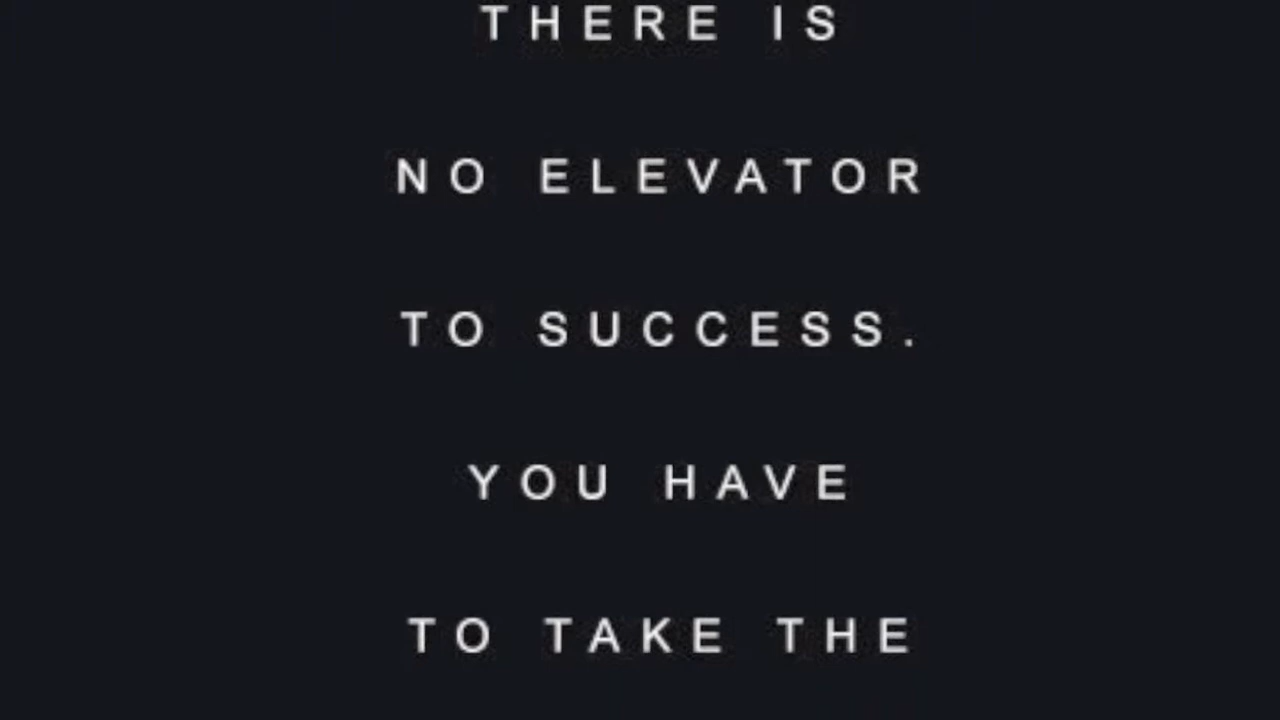 THERE IS
NO ELEVATOR
TO SUCCESS.
YOU HAVE
TO TAKE THE